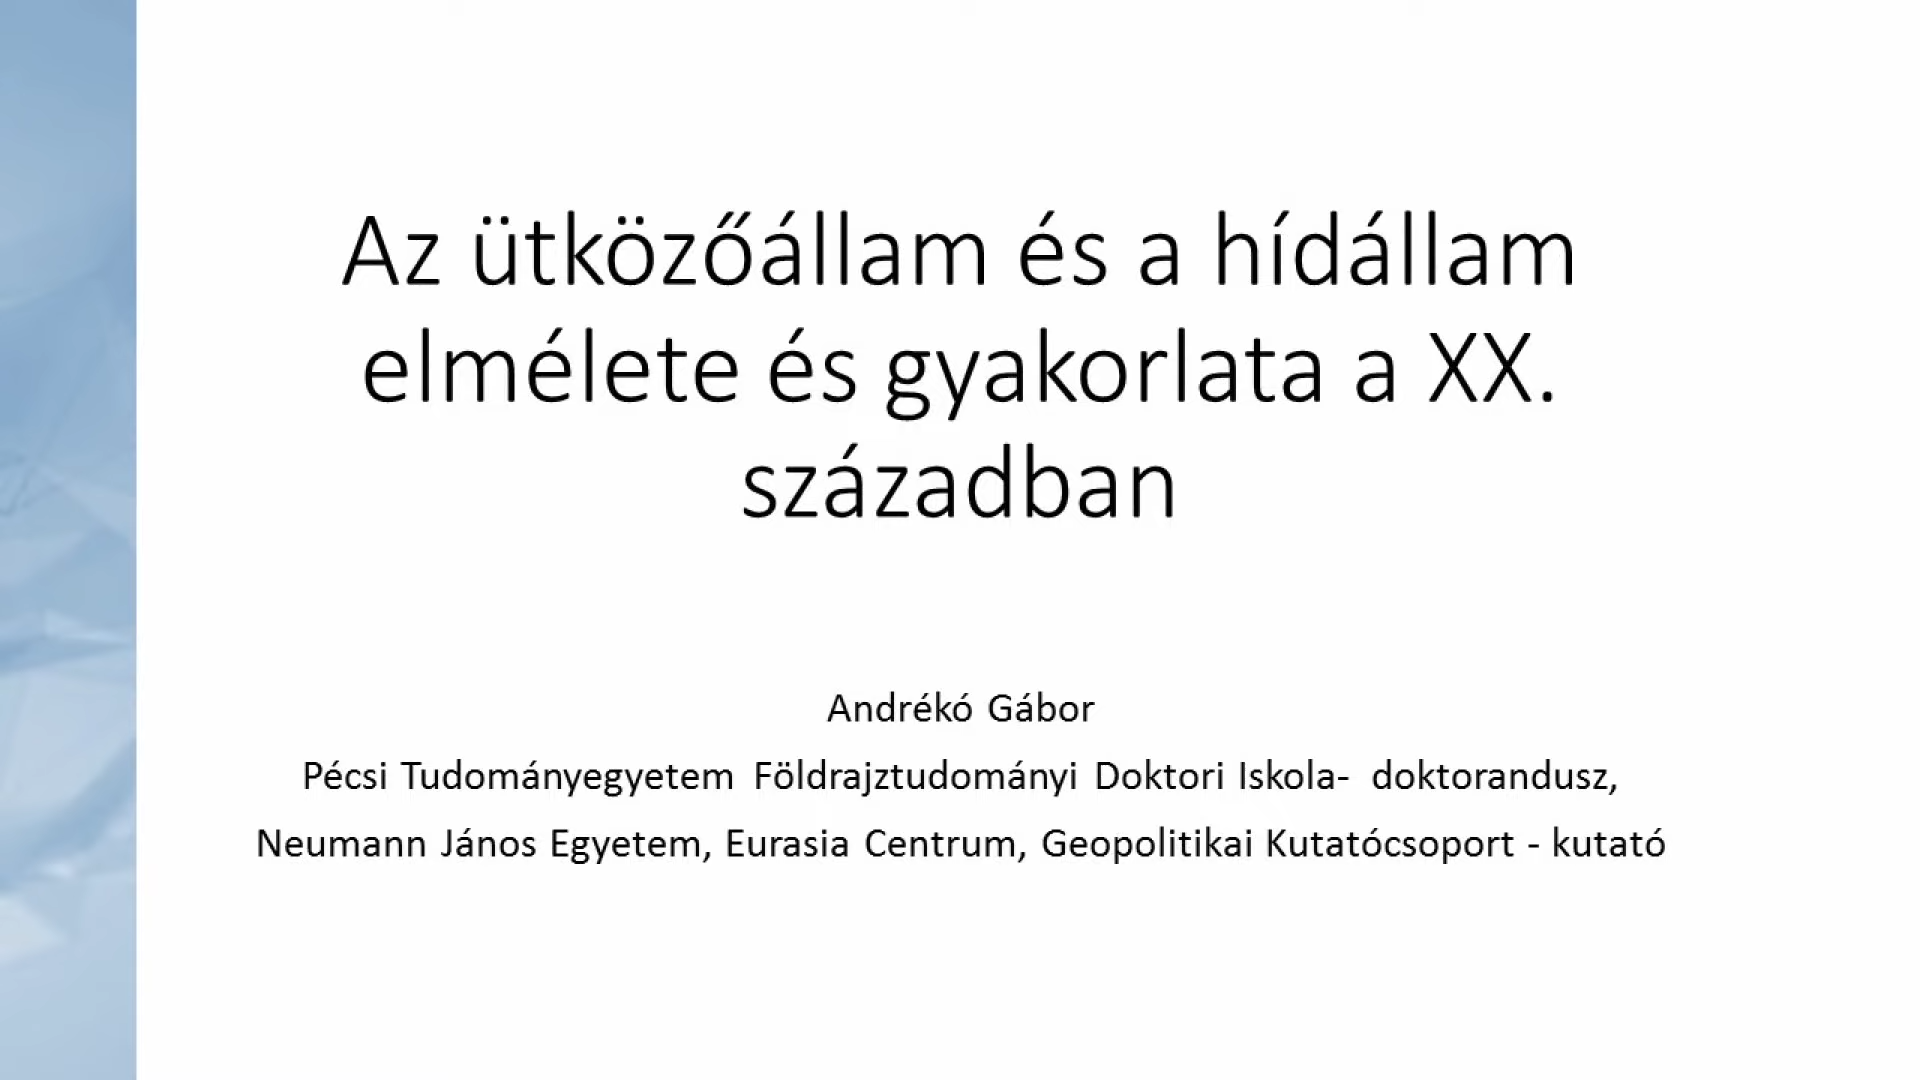 Az ütközőállam és a hídállam
elmélete és gyakorlata a XX.
században
Andrékó Gábor
Pécsi Tudományegyetem Földrajztudományi Doktori Iskola- doktorandusz,
Neumann János Egyetem, Eurasia Centrum, Geopolitikai Kutatócsoport - kutató